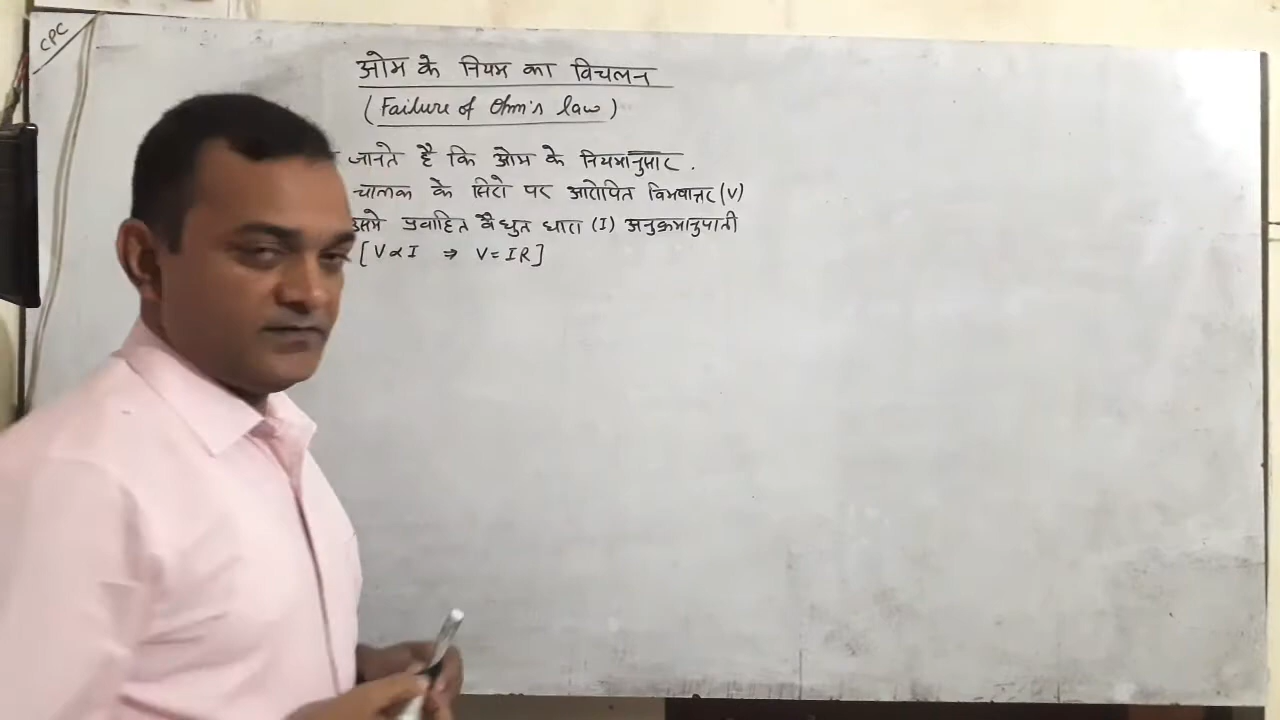 CPC
ओम के नियम का विचलन
(Failure of Ohm's law)
जानते है कि ओम के नियमानुसार.
चालक के सिरो पर आरोपित विभवान्तर (V)
उसमे प्रवाहित वैधुत धारा (I) अनुक्रमानुपाती
[V∝I ⇒ V=IR]